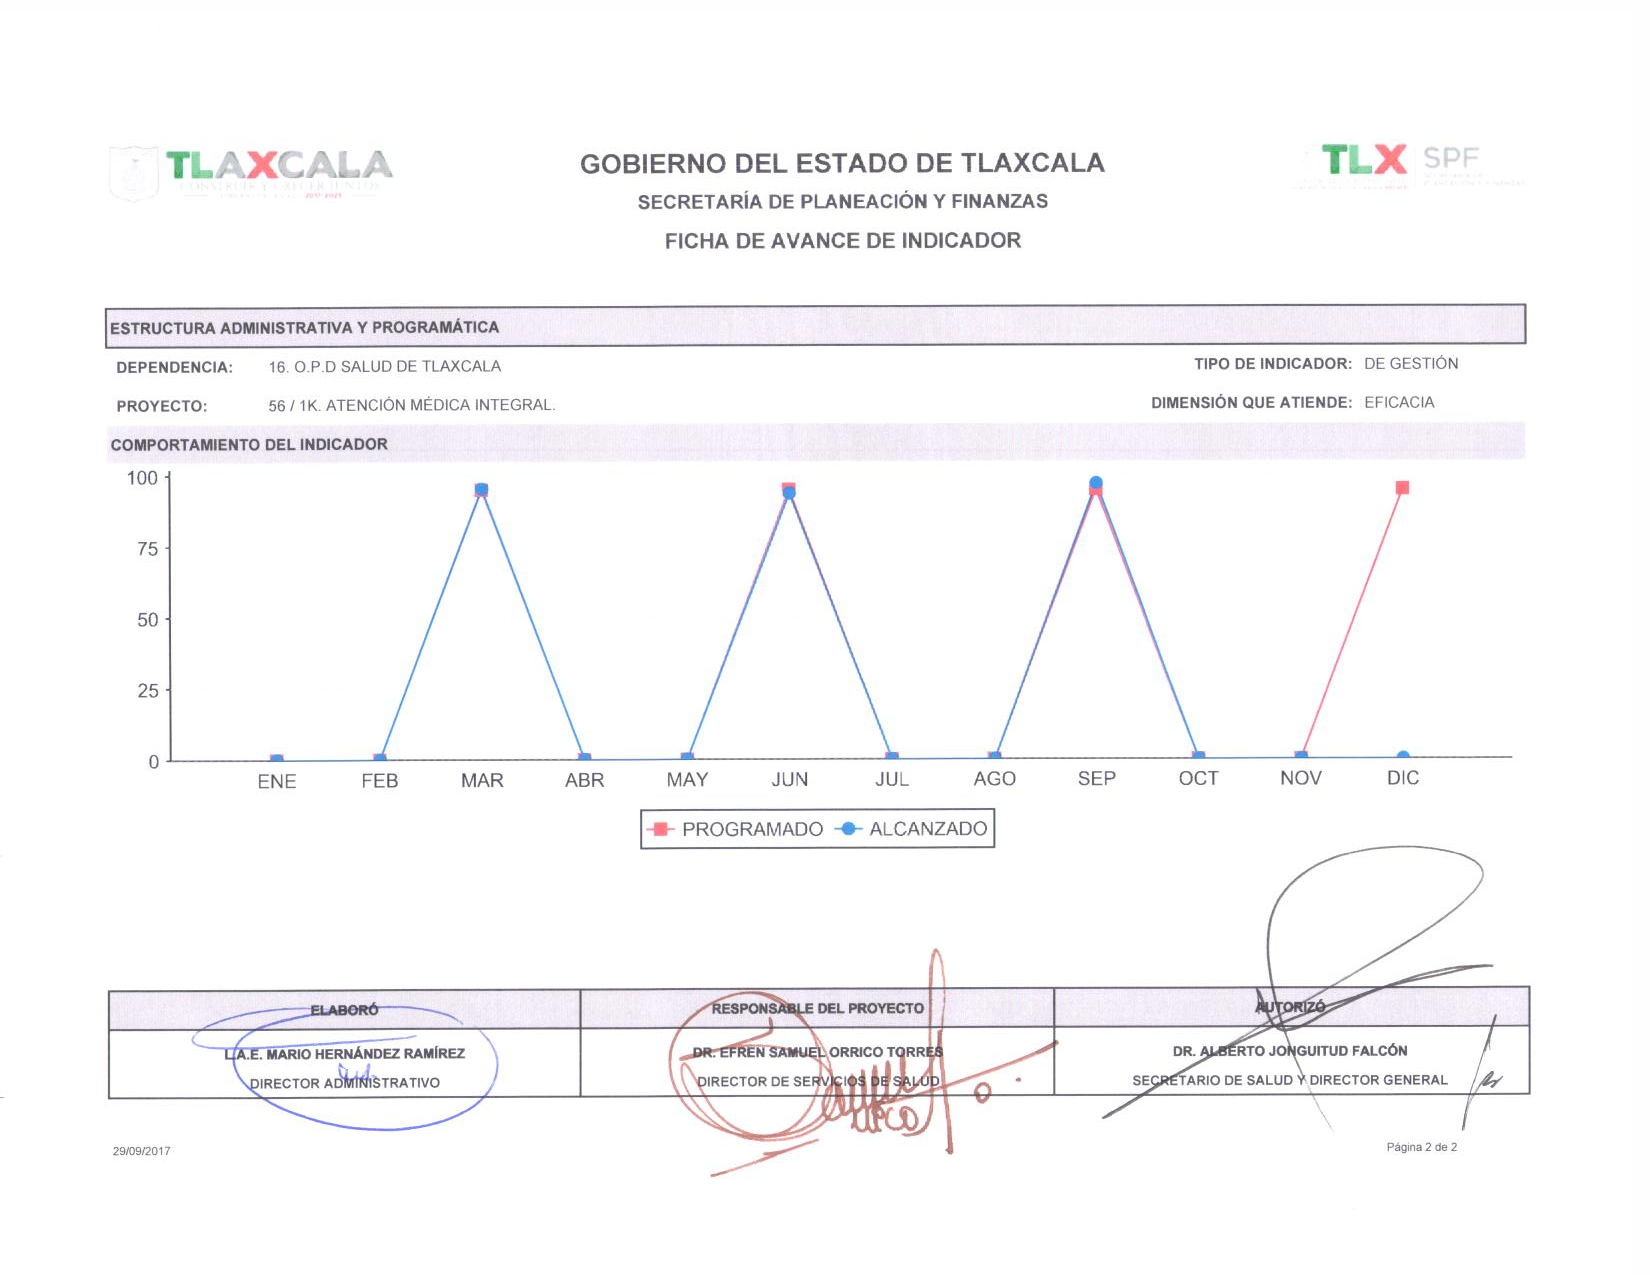 TLAXCALA
CONSTRUIR Y CRECER JUNTOS
GOBIERNO DEL ESTADO DE TLAXCALA
SECRETARÍA DE PLANEACIÓN Y FINANZAS
FICHA DE AVANCE DE INDICADOR
TLX SPF
ESTRUCTURA ADMINISTRATIVA Y PROGRAMÁTICA
DEPENDENCIA: 16. O.P.D SALUD DE TLAXCALA TIPO DE INDICADOR: DE GESTIÓN
PROYECTO: 56 / 1K. ATENCIÓN MÉDICA INTEGRAL. DIMENSIÓN QUE ATIENDE: EFICACIA
COMPORTAMIENTO DEL INDICADOR
100
75
50
25
0
ENE FEB MAR ABR MAY JUN JUL AGO SEP OCT NOV DIC
PROGRAMADO ALCANZADO
ELABORÓ RESPONSABLE DEL PROYECTO AUTORIZÓ
L.A.E. MARIO HERNÁNDEZ RAMÍREZ DR. EFREN SAMUEL ORRICO TORRES DR. ALBERTO JONGUITUD FALCÓN
DIRECTOR ADMINISTRATIVO DIRECTOR DE SERVICIOS DE SALUD SECRETARIO DE SALUD Y DIRECTOR GENERAL
29/09/2017 Página 2 de 2